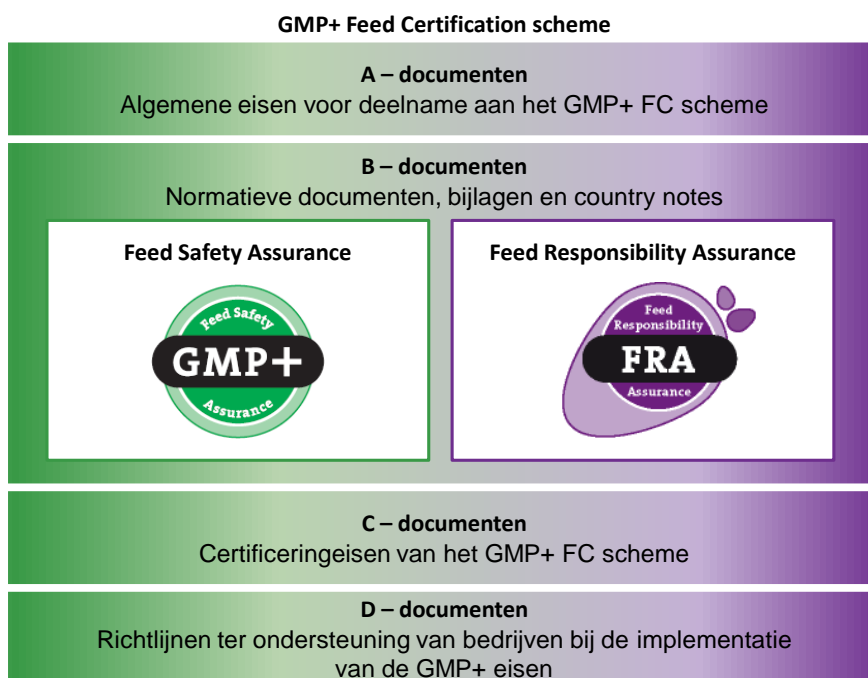 GMP+ Feed Certification scheme
A – documenten
Algemene eisen voor deelname aan het GMP+ FC scheme
B – documenten
Normatieve documenten, bijlagen en country notes
Feed Safety Assurance
Feed Safety
GMP+
Assurance
Feed Responsibility Assurance
Feed
Responsibility
FRA
Assurance
C – documenten
Certificeringeisen van het GMP+ FC scheme
D – documenten
Richtlijnen ter ondersteuning van bedrijven bij de implementatie
van de GMP+ eisen